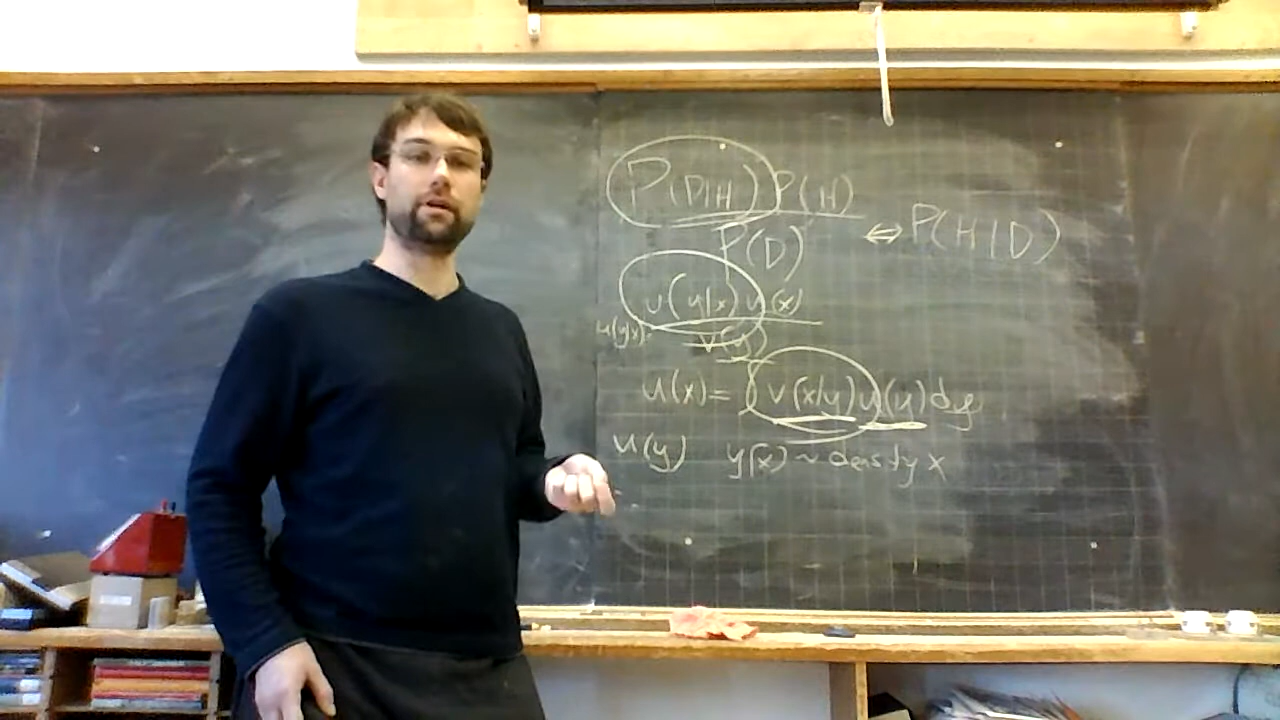 P(D|H) P(H)
P(D)
⇔ P(H|D)
v(y|x) u(x)
u(y|x)=
v(y)
u(x) = ∫ v(x|y) u(y) dy
u(y) y(x) ~ density x